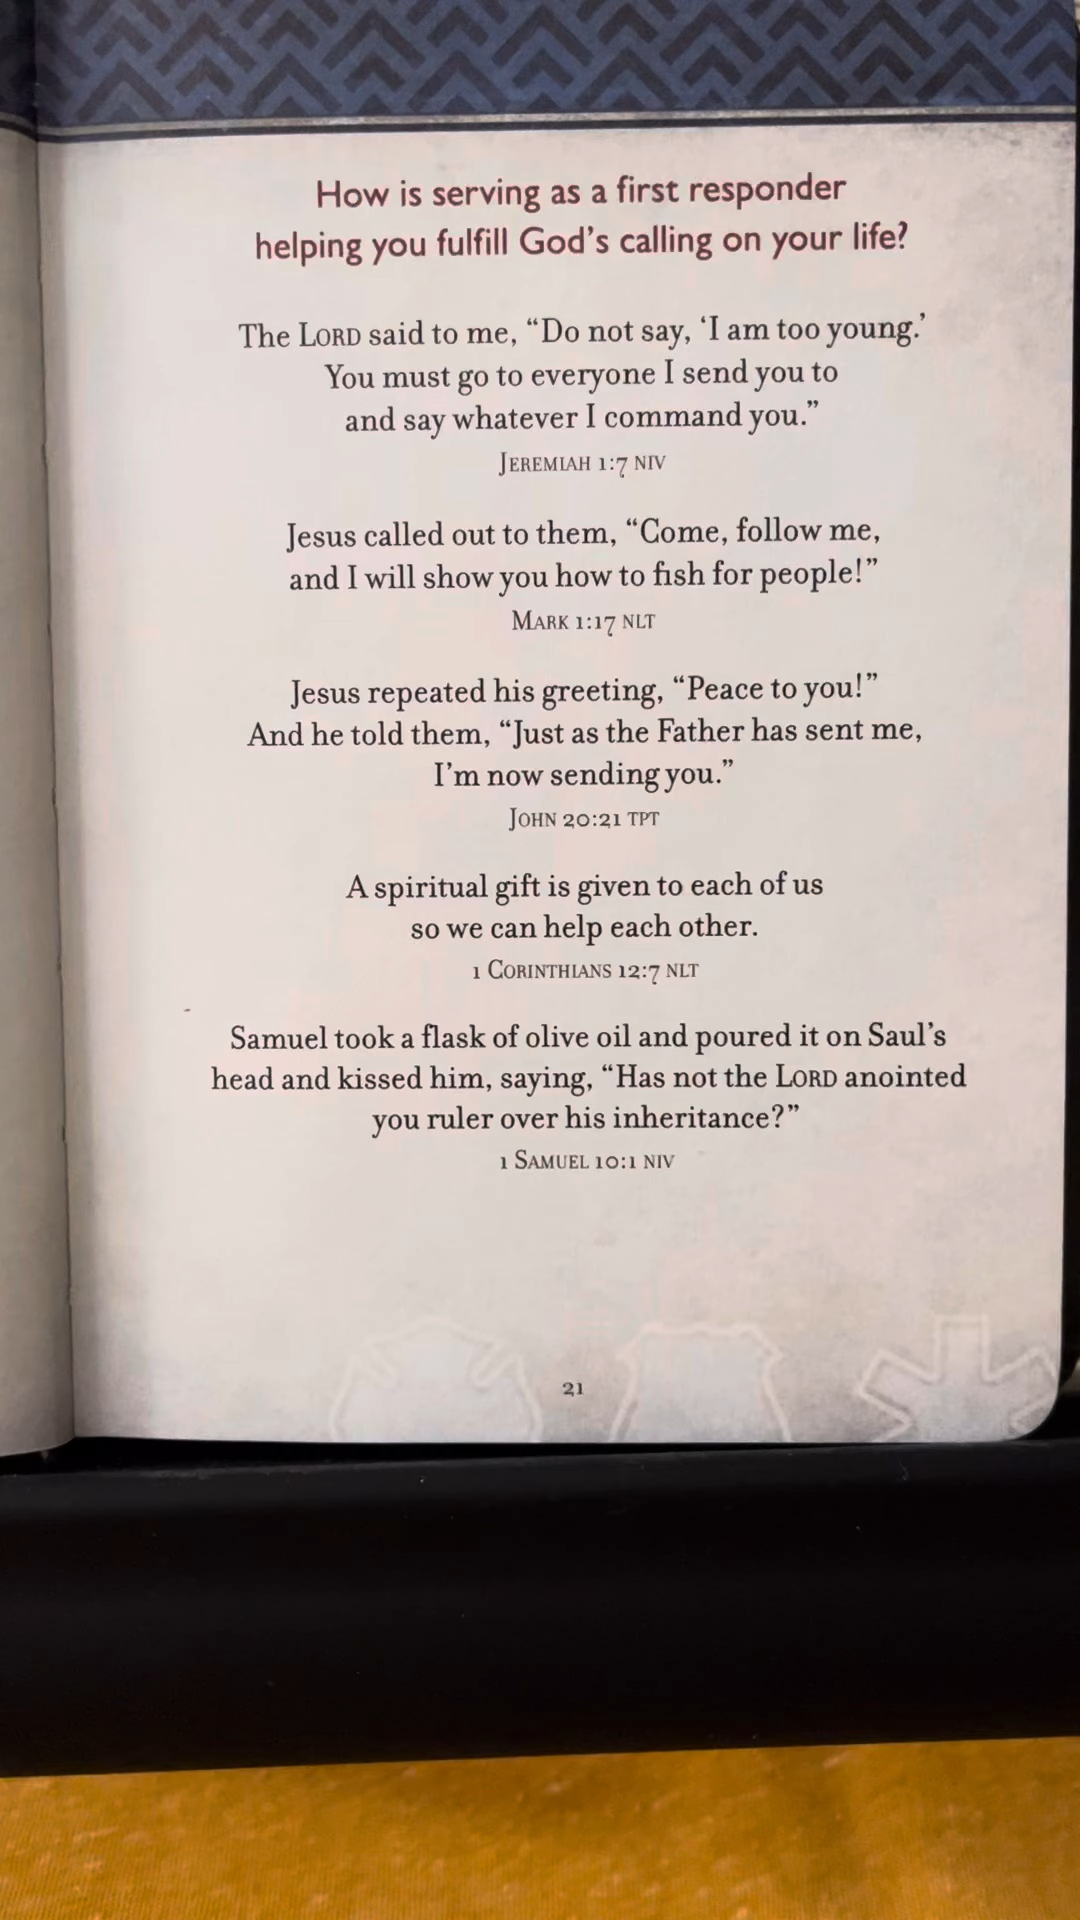 How is serving as a first responder
helping you fulfill God's calling on your life?
The LORD said to me, “Do not say, ‘I am too young.’
You must go to everyone I send you to
and say whatever I command you.”
JEREMIAH 1:7 NIV
Jesus called out to them, “Come, follow me,
and I will show you how to fish for people!”
MARK 1:17 NLT
Jesus repeated his greeting, “Peace to you!”
And he told them, “Just as the Father has sent me,
I’m now sending you.”
JOHN 20:21 TPT
A spiritual gift is given to each of us
so we can help each other.
1 CORINTHIANS 12:7 NLT
Samuel took a flask of olive oil and poured it on Saul’s
head and kissed him, saying, “Has not the LORD anointed
you ruler over his inheritance?”
1 SAMUEL 10:1 NIV
21